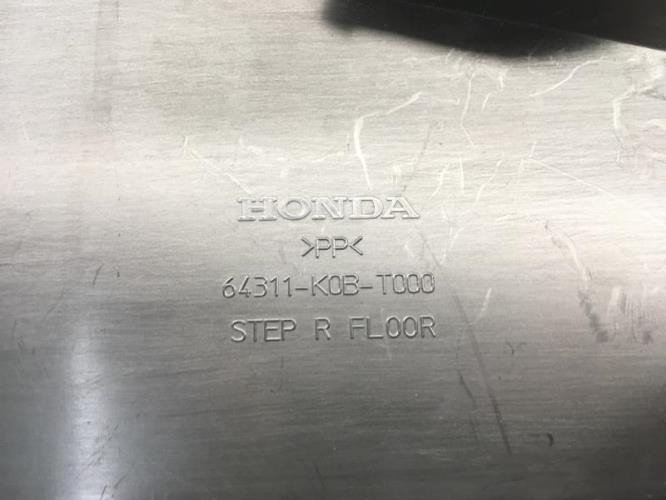 HONDA
>PP<
64311-K0B-T000
STEP R FLOOR